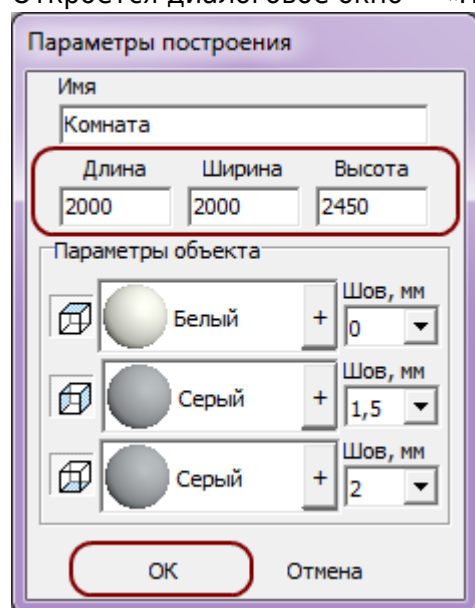 Откроется диалоговое окно
Параметры построения
Имя
Комната
Длина Ширина Высота
2000 2000 2450
Параметры объекта
Шов, мм
Белый + 0
Шов, мм
Серый + 1,5
Шов, мм
Серый + 2
ОК Отмена